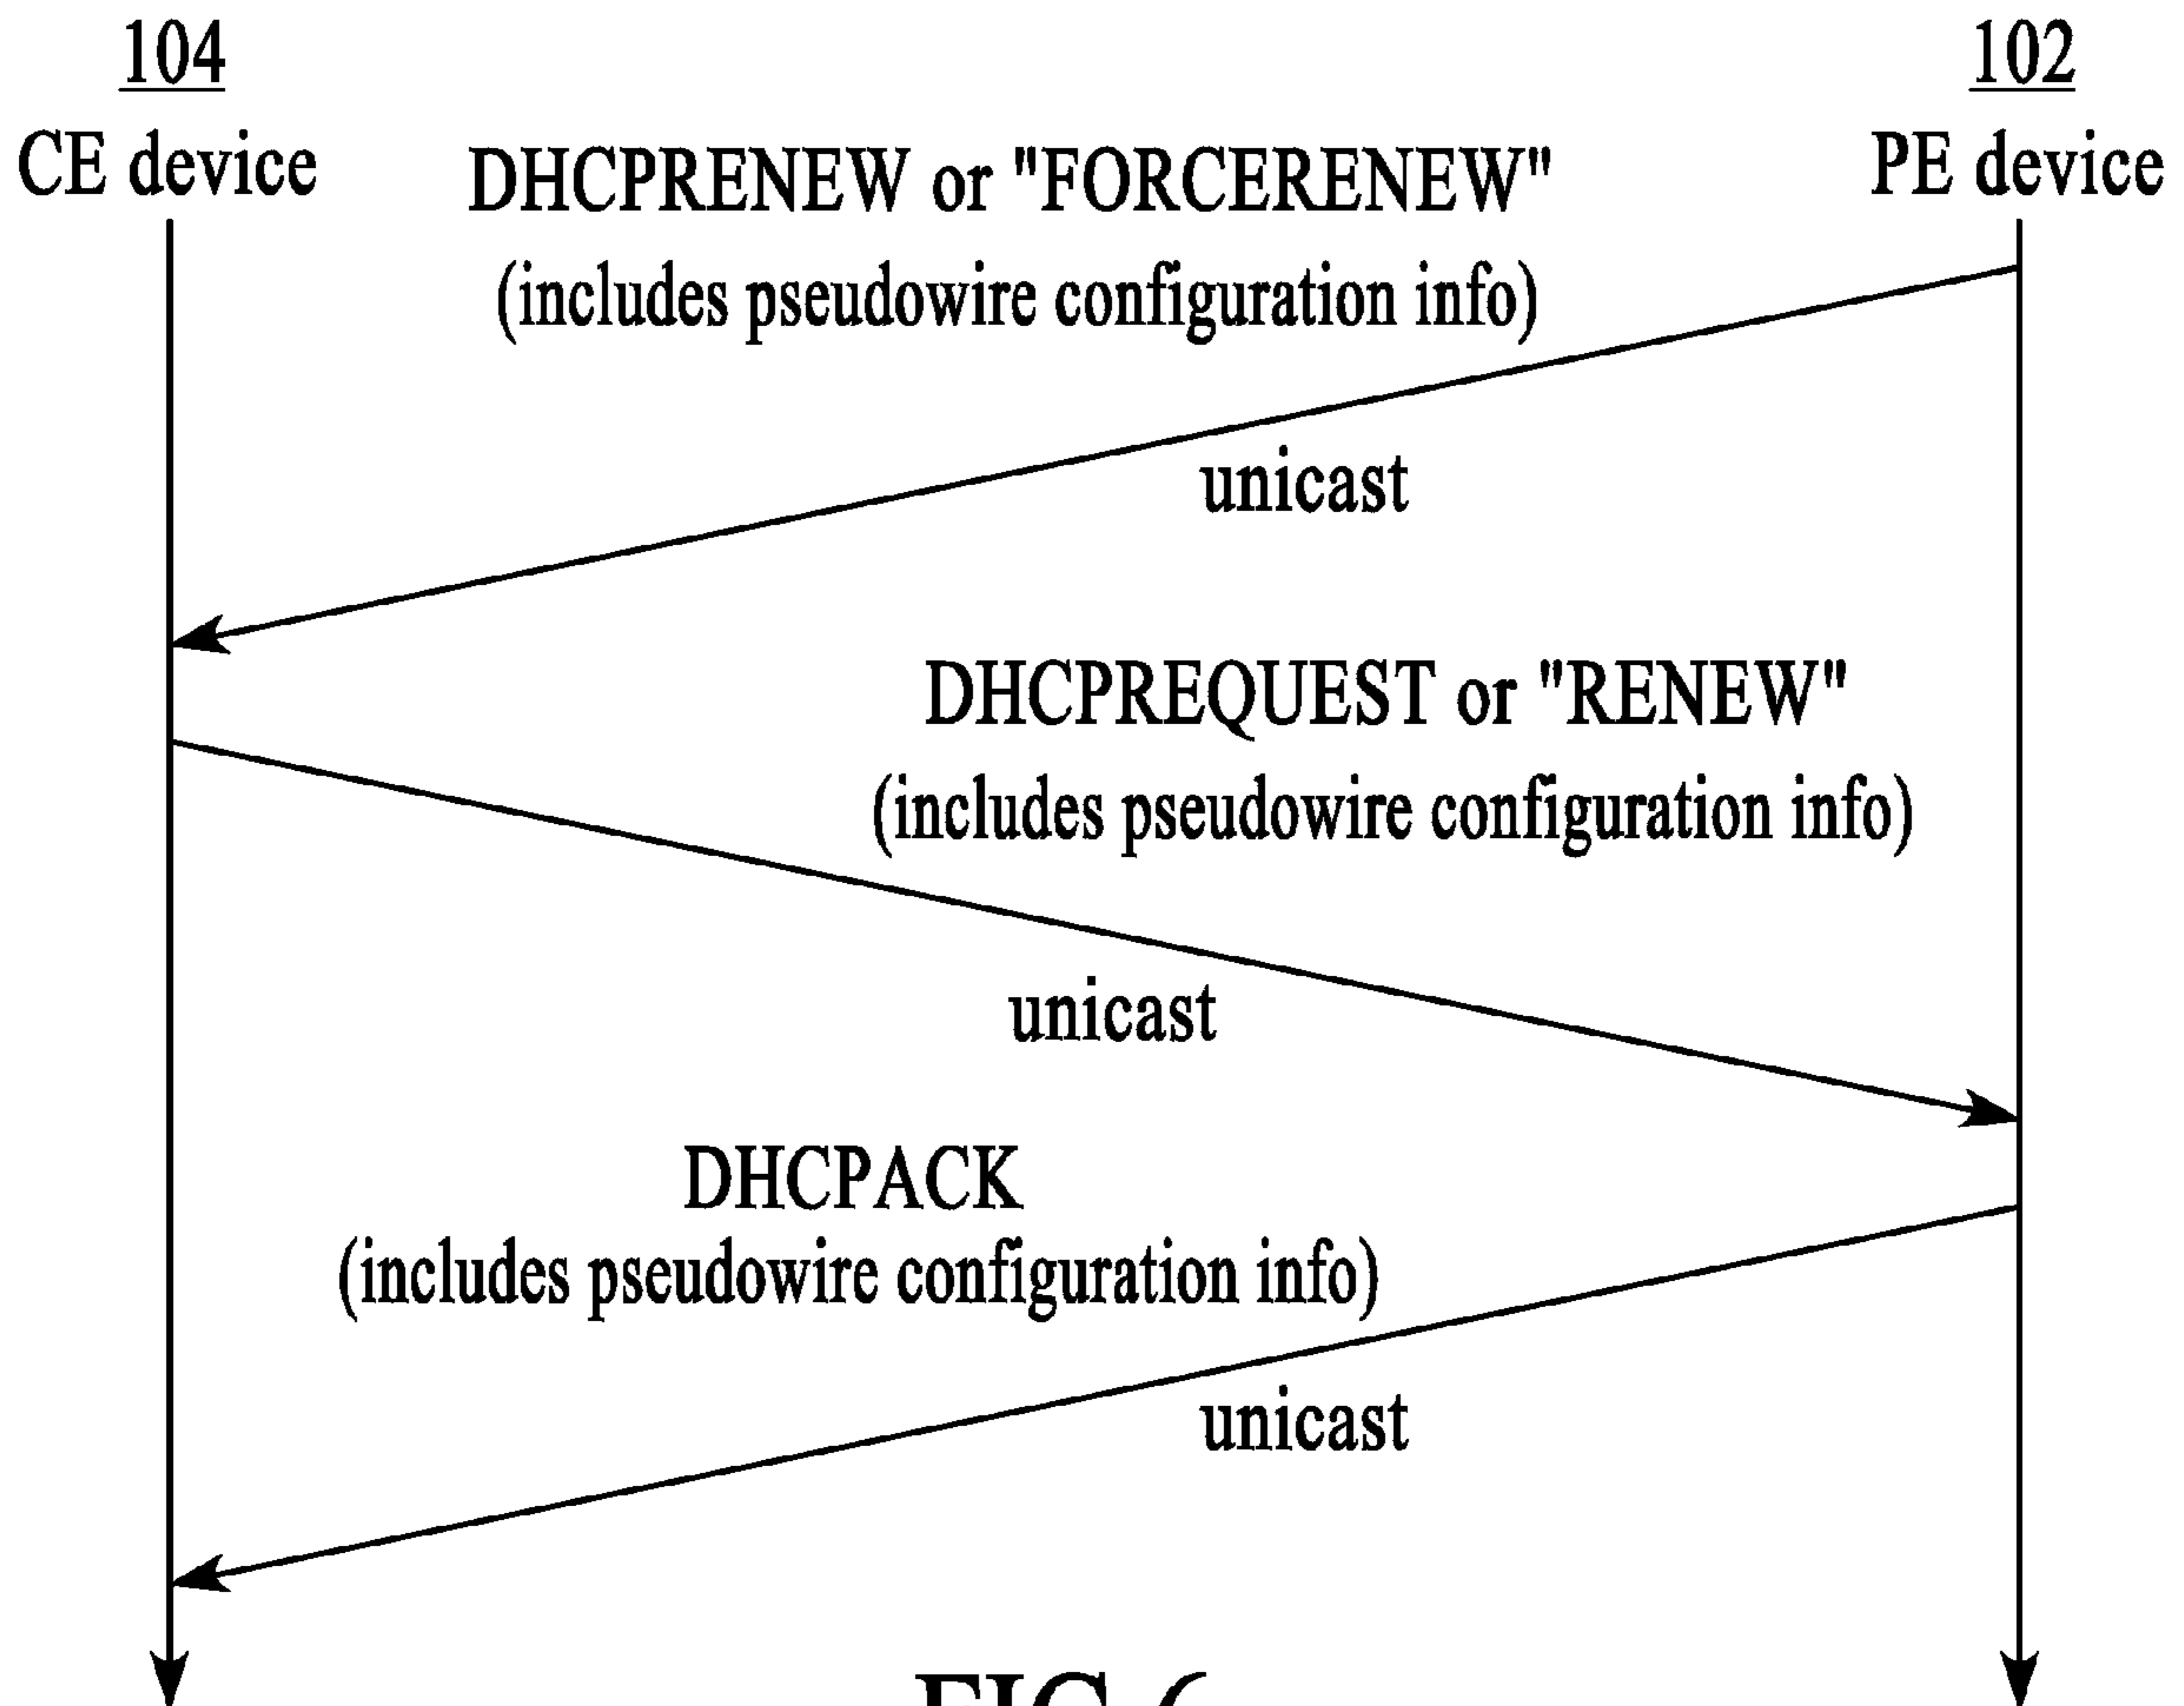 104
102
CE device
PE device
DHCPRENEW or "FORCERENEW"
(includes pseudowire configuration info)
unicast
DHCPREQUEST or "RENEW"
(includes pseudowire configuration info)
unicast
DHCPACK
(includes pseudowire configuration info)
unicast